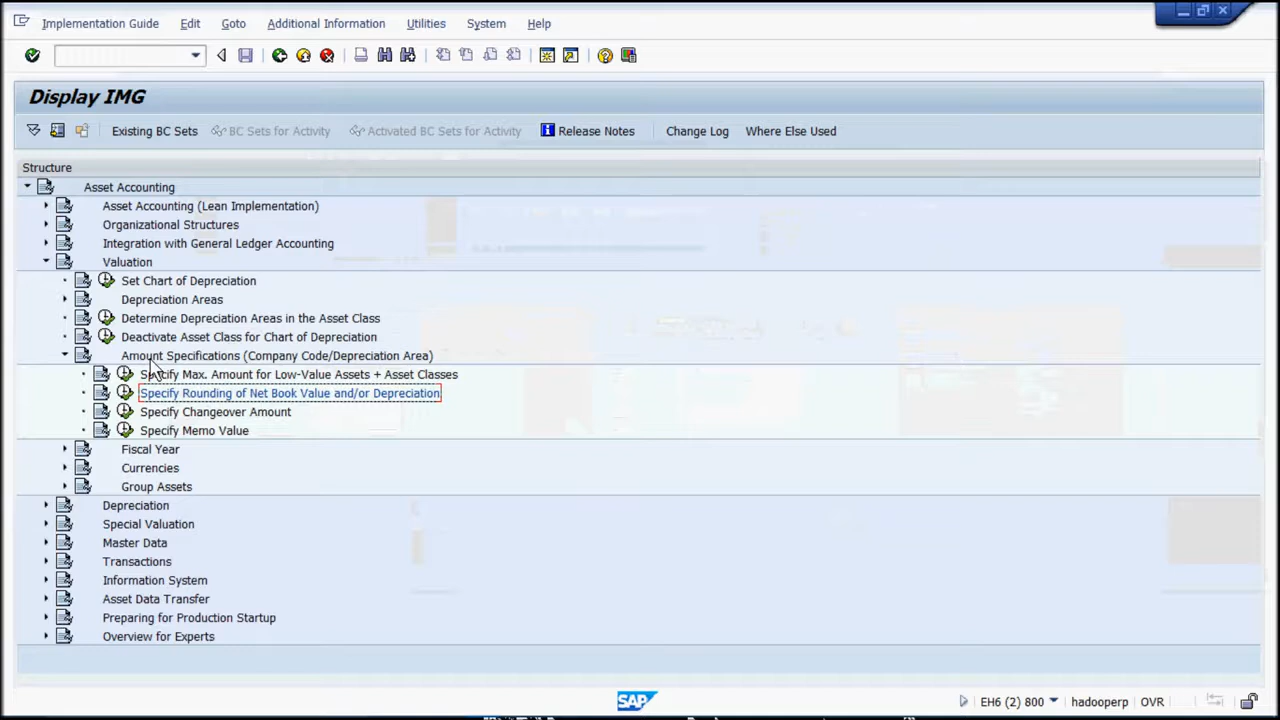 Implementation Guide Edit Goto Additional Information Utilities System Help
Display IMG
Existing BC Sets BC Sets for Activity Activated BC Sets for Activity Release Notes Change Log Where Else Used
Structure
Asset Accounting
Asset Accounting (Lean Implementation)
Organizational Structures
Integration with General Ledger Accounting
Valuation
Set Chart of Depreciation
Depreciation Areas
Determine Depreciation Areas in the Asset Class
Deactivate Asset Class for Chart of Depreciation
Amount Specifications (Company Code/Depreciation Area)
Specify Max. Amount for Low-Value Assets + Asset Classes
Specify Rounding of Net Book Value and/or Depreciation
Specify Changeover Amount
Specify Memo Value
Fiscal Year
Currencies
Group Assets
Depreciation
Special Valuation
Master Data
Transactions
Information System
Asset Data Transfer
Preparing for Production Startup
Overview for Experts
SAP EH6 (2) 800 hadooperp OVR